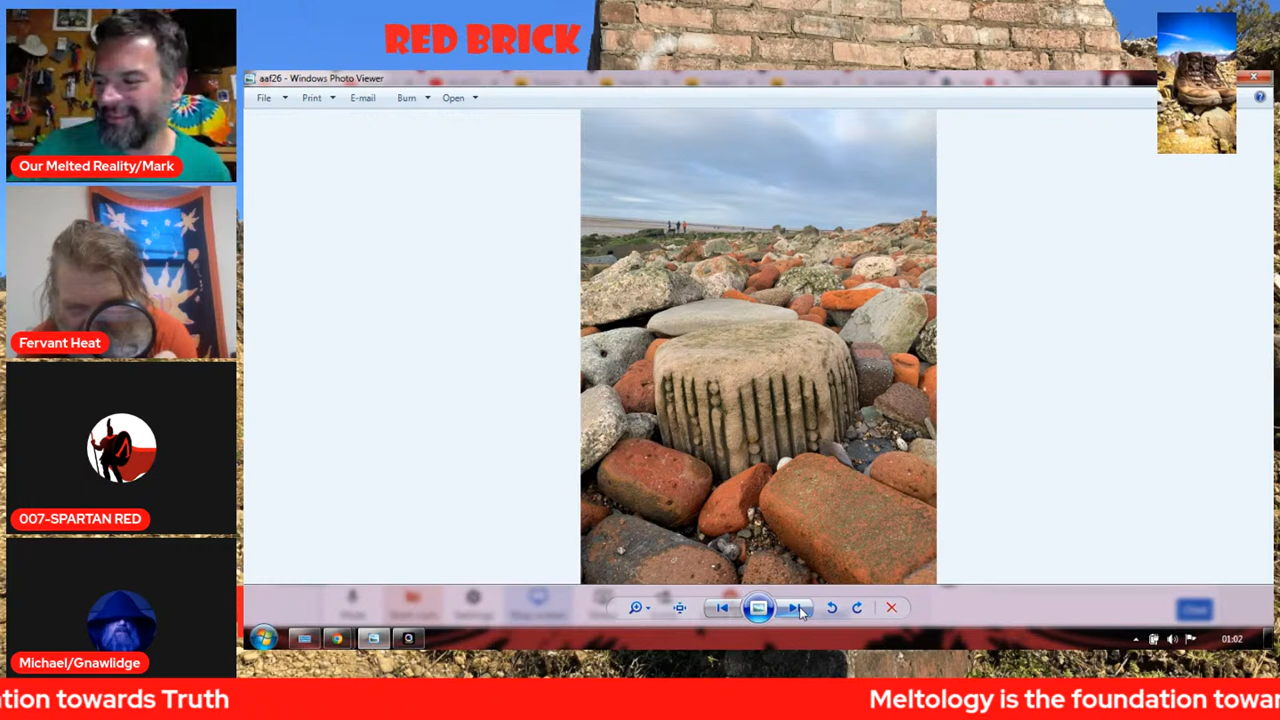 RED BRICK
aaf26 - Windows Photo Viewer
File Print E-mail Burn Open
Our Melted Reality/Mark
Fervant Heat
007-SPARTAN RED
Michael/Gnawlidge
01:02
tion towards Truth
Meltology is the foundation towar